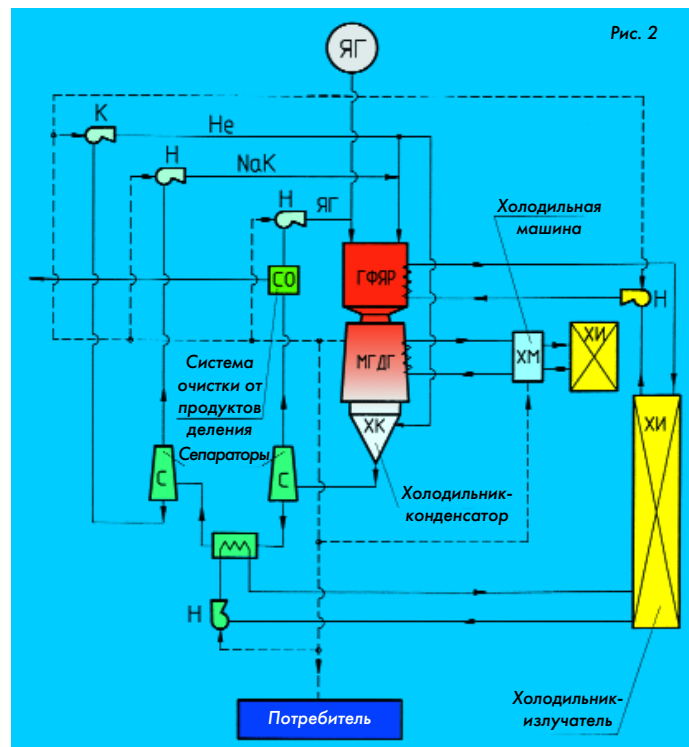 Рис. 2
ЯГ
К
Не
Н
NaK
Н
ЯГ
Холодильная
машина
ГФЯР
СО
Н
МГДГ
ХМ
ХИ
Система
очистки от
продуктов
деления
ХК
ХИ
Сепараторы
С
С
Холодильник-
конденсатор
Н
Холодильник-
излучатель
Потребитель